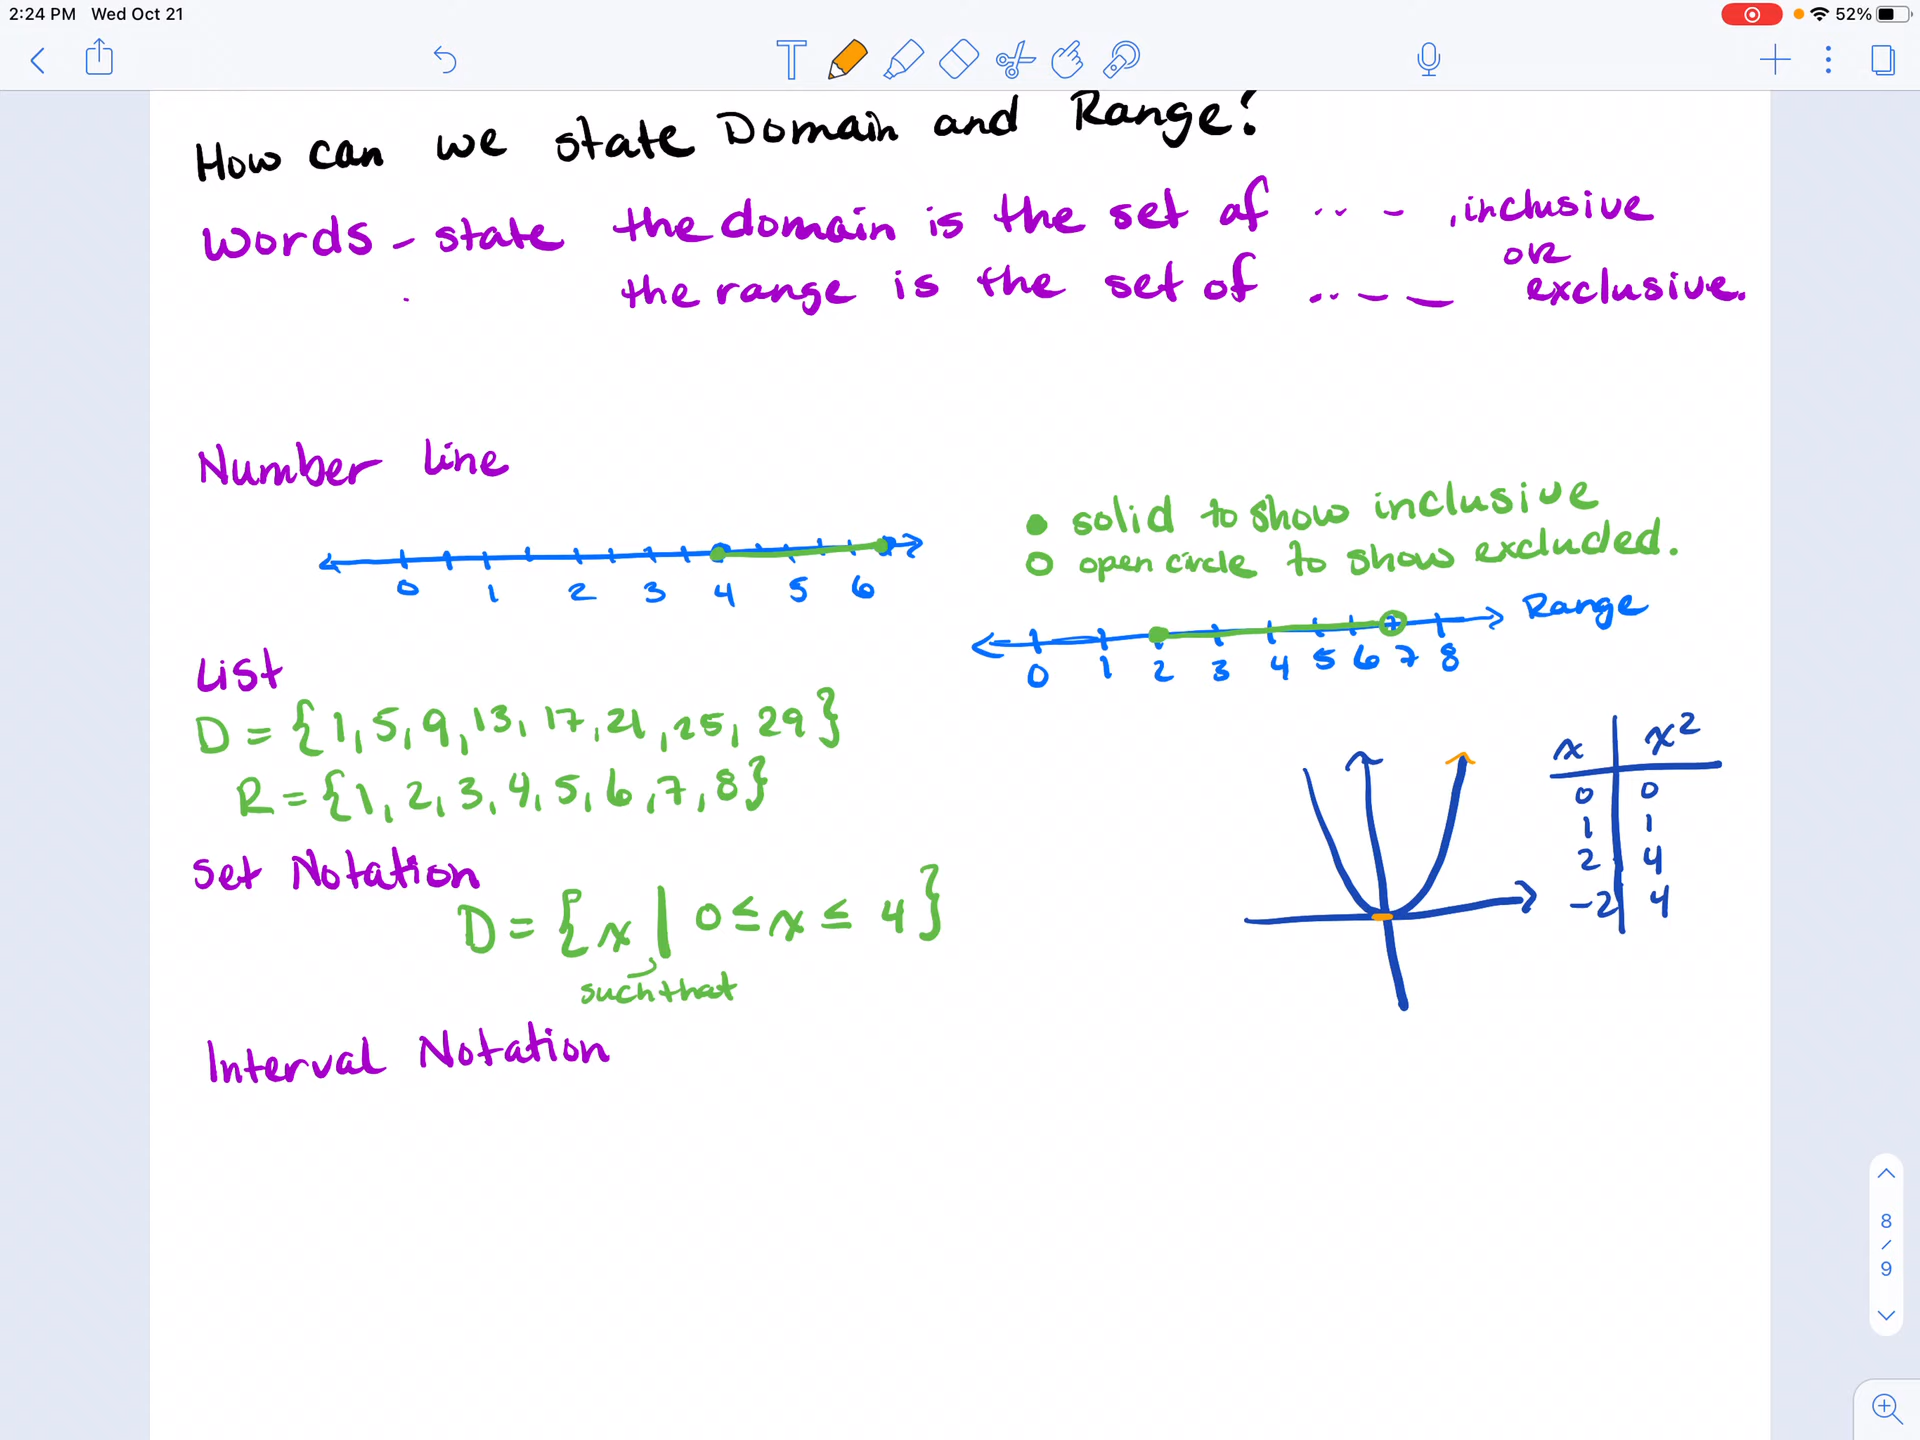 2:24 PM Wed Oct 21
52%
T
How can we state Domain and Range?
Words - state the domain is the set of ... - , inclusive
or
the range is the set of .. - - exclusive.
Number line
● solid to show inclusive
○ open circle to show excluded.
0 1 2 3 4 5 6
Range
0 1 2 3 4 5 6 7 8
List
D = {1, 5, 9, 13, 17, 21, 25, 29}
R = {1, 2, 3, 4, 5, 6, 7, 8}
x | x²
0 | 0
1 | 1
2 | 4
-2 | 4
Set Notation
D = {x | 0 ≤ x ≤ 4}
such that
Interval Notation
8
/
9